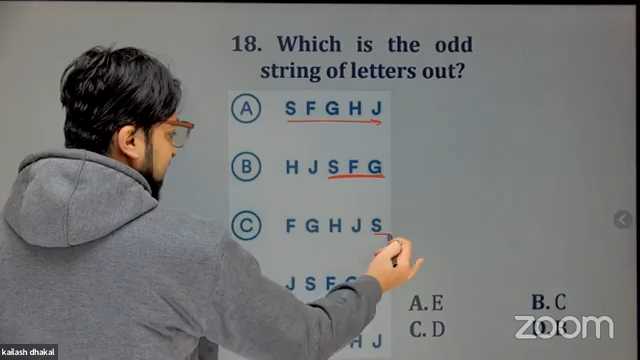 18. Which is the odd
string of letters out?
A S F G H J
B H J S F G
C F G H J S
J S F
H J
A. E
B. C
C. D
zoom
kailash dhakal